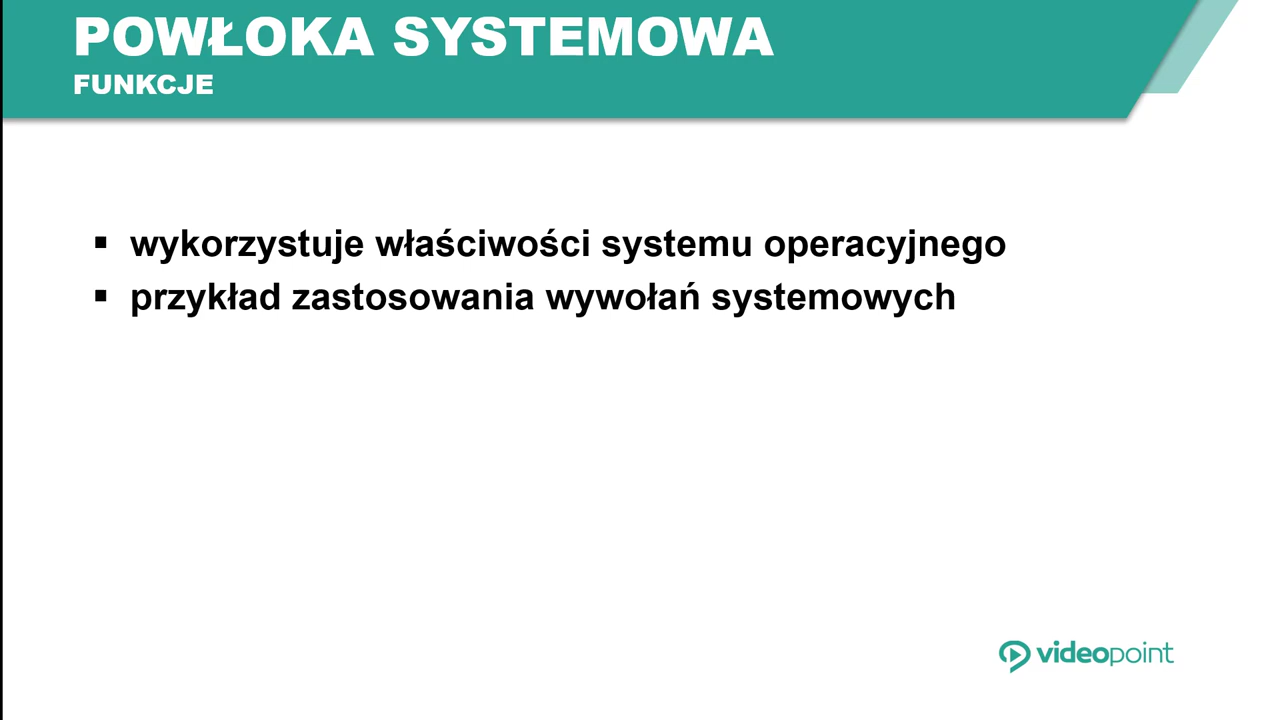 POWŁOKA SYSTEMOWA
FUNKCJE
▪ wykorzystuje właściwości systemu operacyjnego
▪ przykład zastosowania wywołań systemowych
videopoint